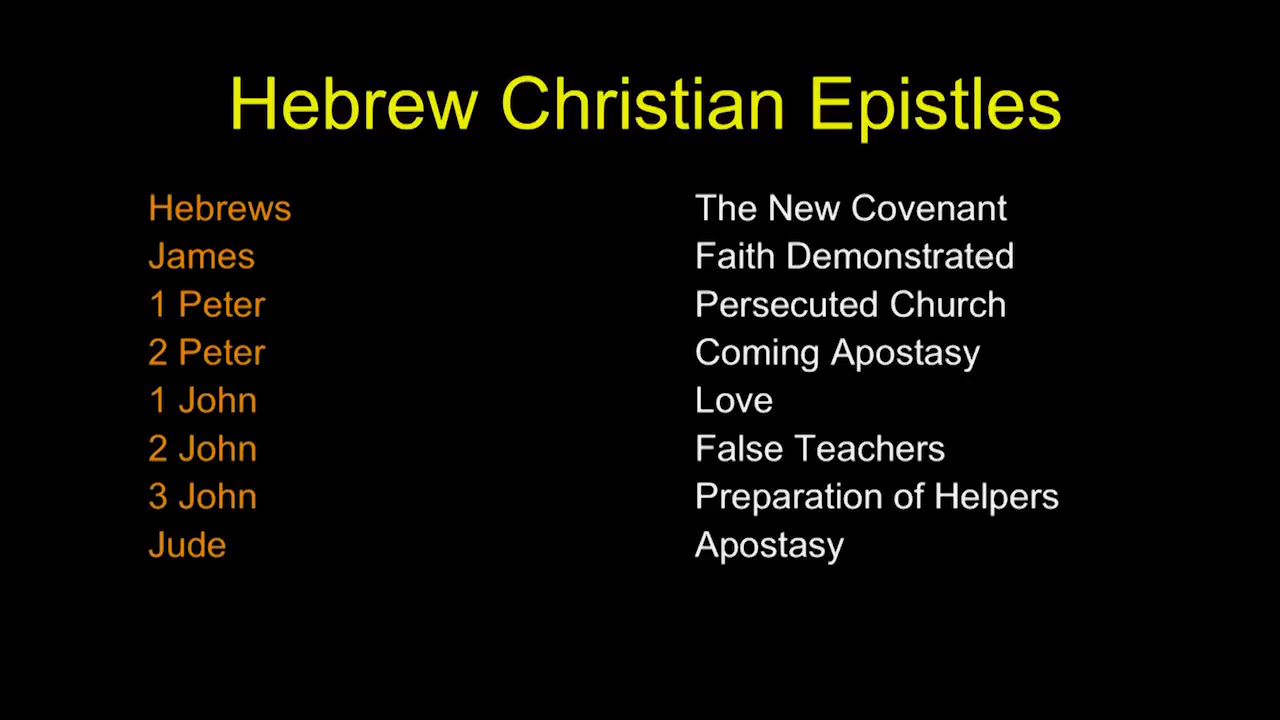 Hebrew Christian Epistles
Hebrews The New Covenant
James Faith Demonstrated
1 Peter Persecuted Church
2 Peter Coming Apostasy
1 John Love
2 John False Teachers
3 John Preparation of Helpers
Jude Apostasy